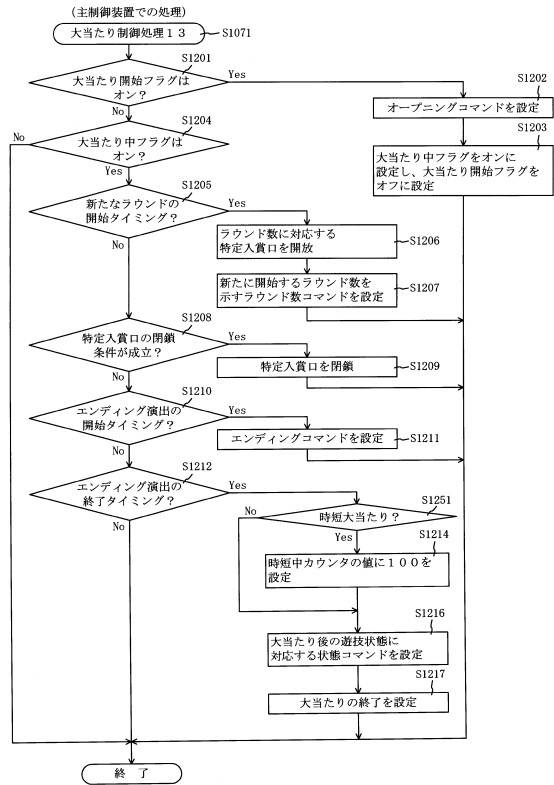 (主制御装置での処理)
大当たり制御処理13
S1071
S1201
大当たり開始フラグは
オン？
Yes
No
S1202
オープニングコマンドを設定
S1203
大当たり中フラグをオンに
設定し、大当たり開始フラグを
オフに設定
S1204
大当たり中フラグは
オン？
No
Yes
S1205
新たなラウンドの
開始タイミング？
Yes
No
ラウンド数に対応する
特定入賞口を開放
S1206
新たに開始するラウンド数を
示すラウンド数コマンドを設定
S1207
S1208
特定入賞口の閉鎖
条件が成立？
Yes
No
特定入賞口を閉鎖
S1209
S1210
エンディング演出の
開始タイミング？
Yes
No
エンディングコマンドを設定
S1211
S1212
エンディング演出の
終了タイミング？
Yes
No
S1251
時短大当たり？
No
Yes
S1214
時短中カウンタの値に100を
設定
S1216
大当たり後の遊技状態に
対応する状態コマンドを設定
S1217
大当たりの終了を設定
終 了